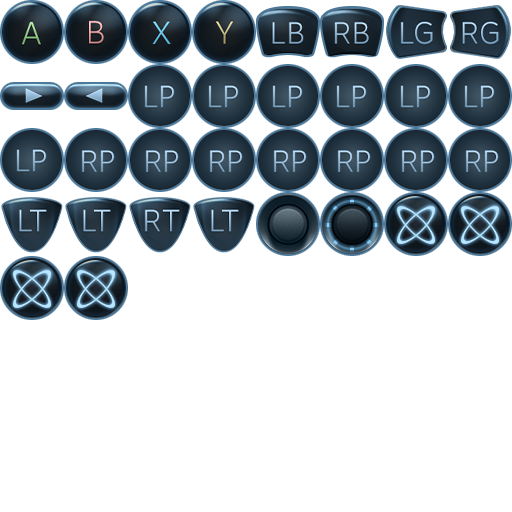 A B X Y LB RB LG RG
LP LP LP LP LP LP
LP RP RP RP RP RP RP RP
LT LT RT LT